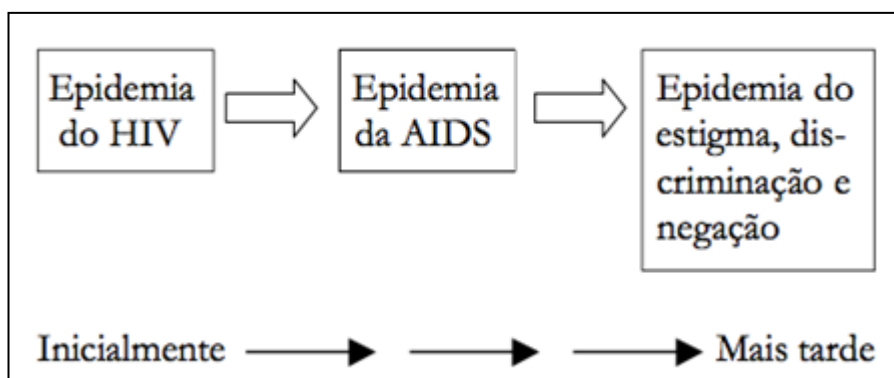 Epidemia
do HIV
Epidemia
da AIDS
Epidemia do
estigma, dis-
criminação e
negação
Inicialmente
Mais tarde